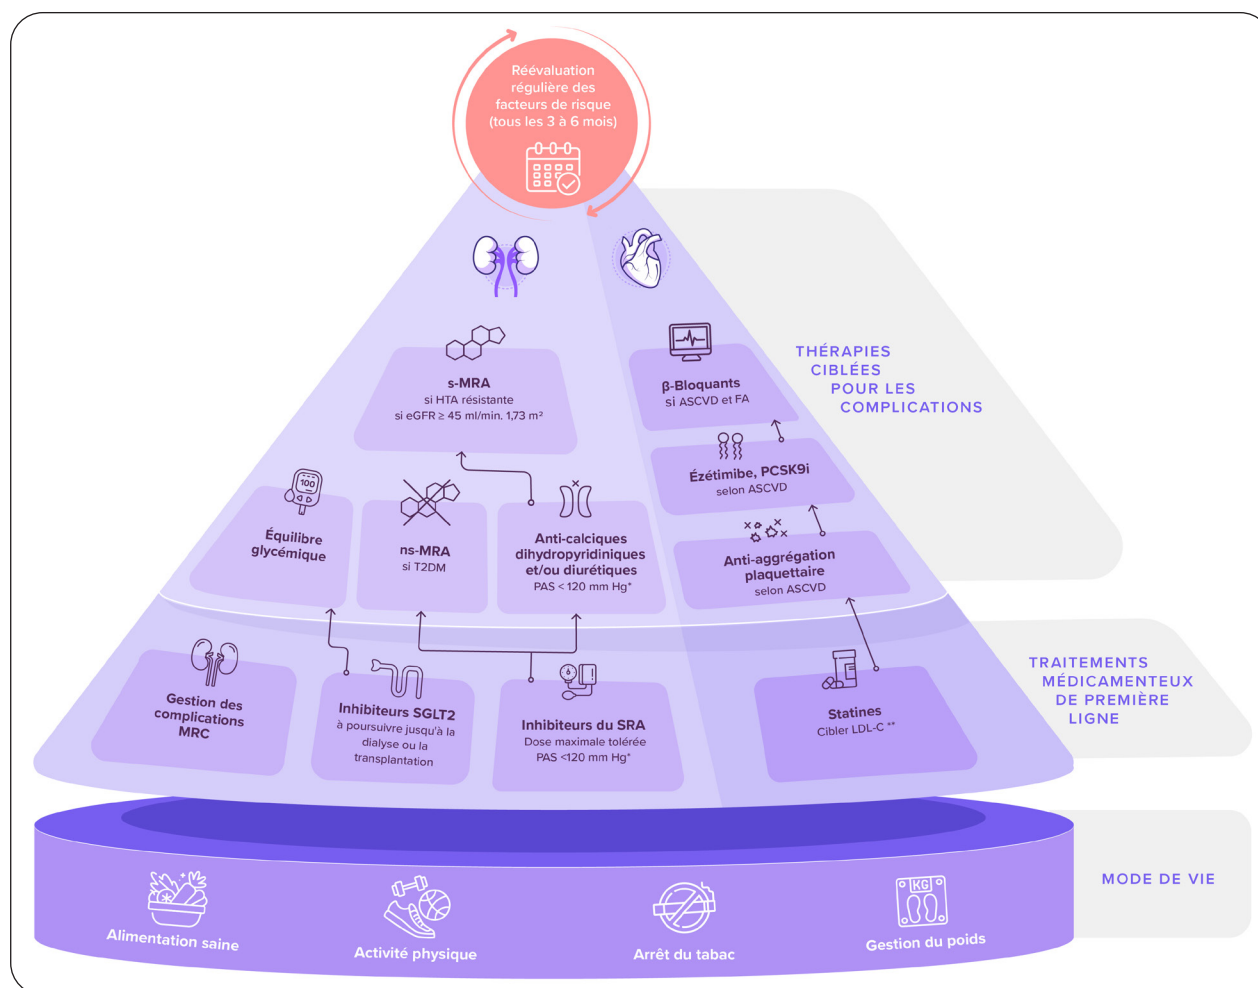 Réévaluation
régulière des
facteurs de risque
(tous les 3 à 6 mois)
THÉRAPIES
CIBLÉES
POUR LES
COMPLICATIONS
s-MRA
si HTA résistante
si eGFR ≥ 45 ml/min. 1,73 m²
β-Bloquants
si ASCVD et FA
Ézétimibe, PCSK9i
selon ASCVD
100
Équilibre
glycémique
ns-MRA
si T2DM
Anti-calciques
dihydropyridiniques
et/ou diurétiques
PAS < 120 mm Hg*
Anti-aggrégation
plaquettaire
selon ASCVD
TRAITEMENTS
MÉDICAMENTEUX
DE PREMIÈRE
LIGNE
Gestion des
complications
MRC
Inhibiteurs SGLT2
à poursuivre jusqu'à la
dialyse ou la
transplantation
Inhibiteurs du SRA
Dose maximale tolérée
PAS <120 mm Hg*
Statines
Cibler LDL-C **
MODE DE VIE
Alimentation saine
Activité physique
Arrêt du tabac
KG
Gestion du poids